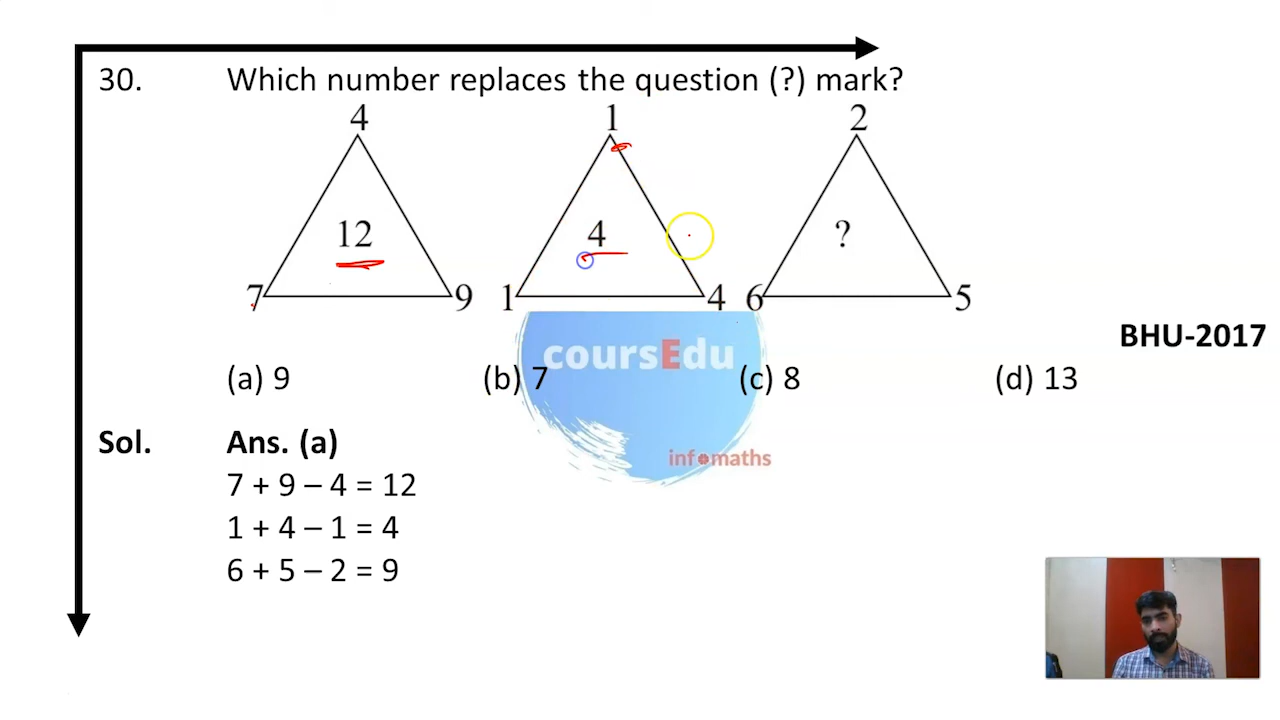 30. Which number replaces the question (?) mark?
4 1 2
12 4 ?
7 9 1 4 6 5
BHU-2017
coursEdu
(a) 9 (b) 7 (c) 8 (d) 13
Sol. Ans. (a)
infomaths
7 + 9 – 4 = 12
1 + 4 – 1 = 4
6 + 5 – 2 = 9